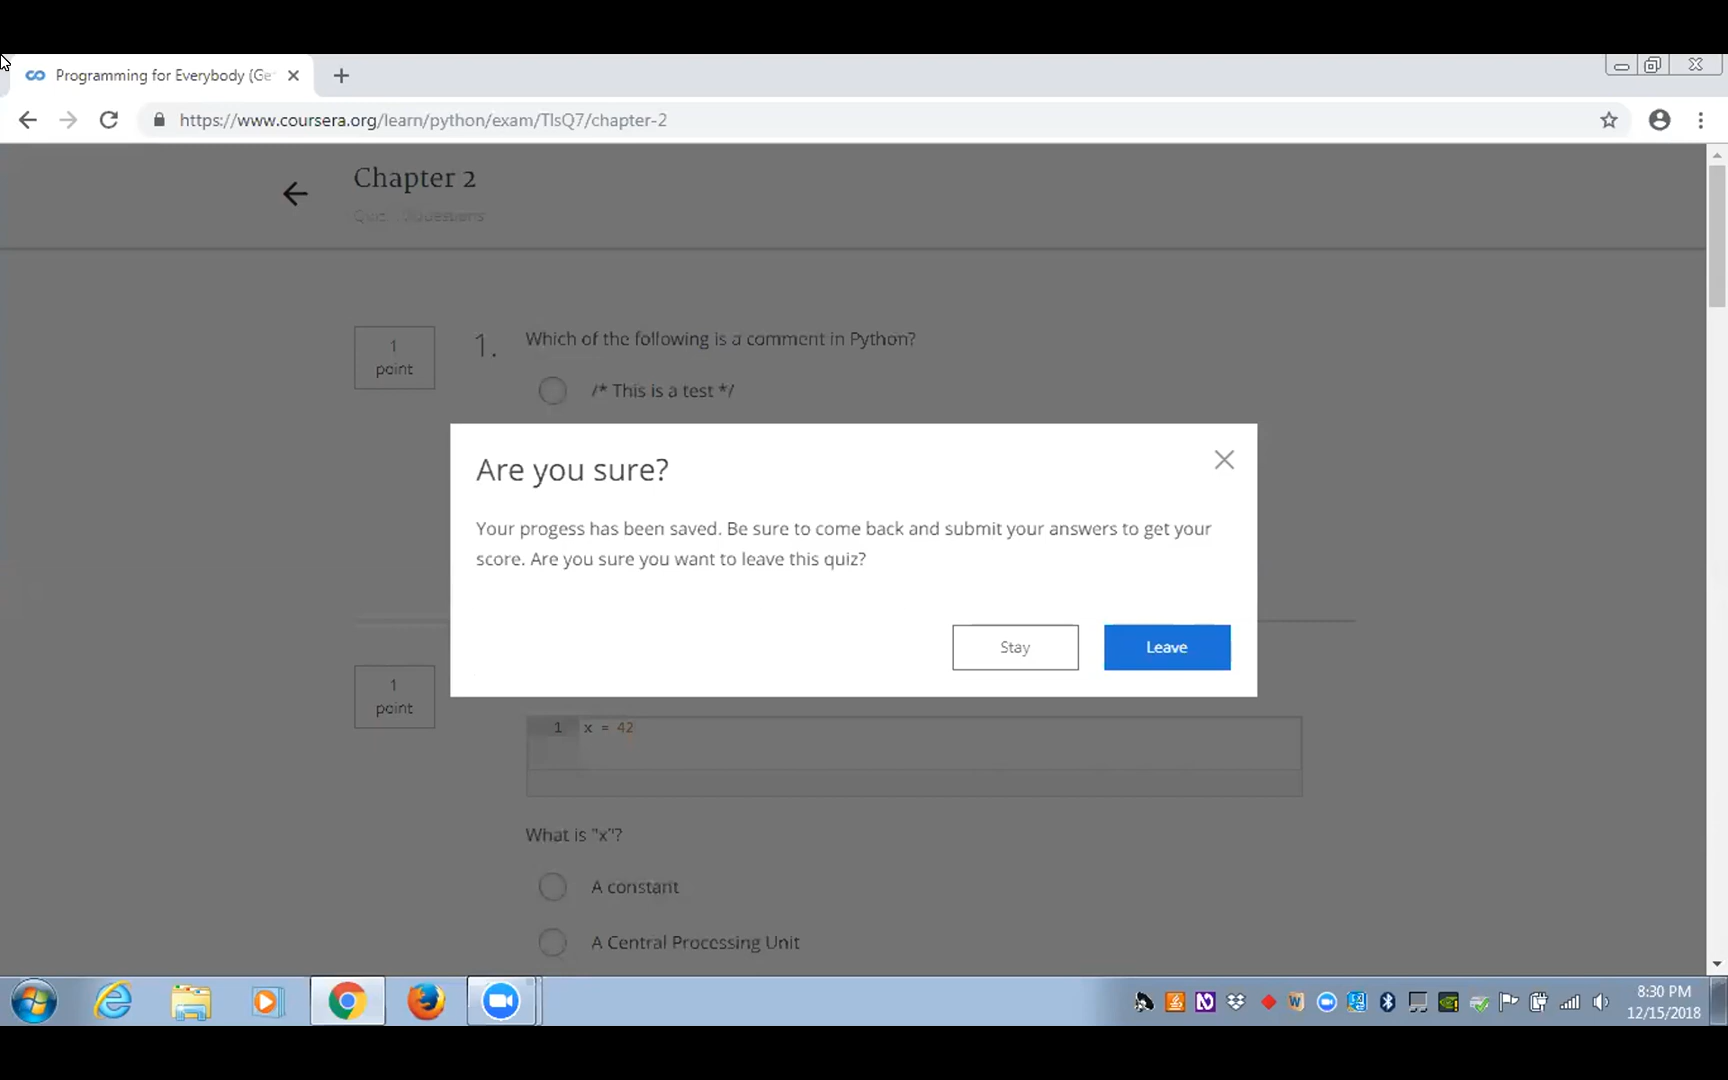 Programming for Everybody (Ge
https://www.coursera.org/learn/python/exam/TlsQ7/chapter-2
Chapter 2
Quiz
1
point
1.
Which of the following is a comment in Python?
/* This is a test */
Are you sure?
Your progess has been saved. Be sure to come back and submit your answers to get your
score. Are you sure you want to leave this quiz?
Stay
Leave
1
point
1 x = 42
What is "x"?
A constant
A Central Processing Unit
8:30 PM
12/15/2018